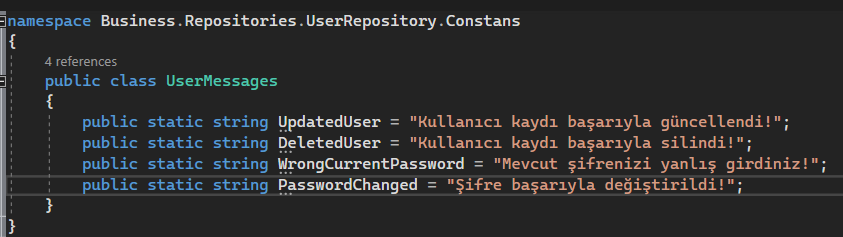 namespace Business.Repositories.UserRepository.Constans
{
4 references
public class UserMessages
{
public static string UpdatedUser = "Kullanıcı kaydı başarıyla güncellendi!";
public static string DeletedUser = "Kullanıcı kaydı başarıyla silindi!";
public static string WrongCurrentPassword = "Mevcut şifrenizi yanlış girdiniz!";
public static string PasswordChanged = "Şifre başarıyla değiştirildi!";
}
}